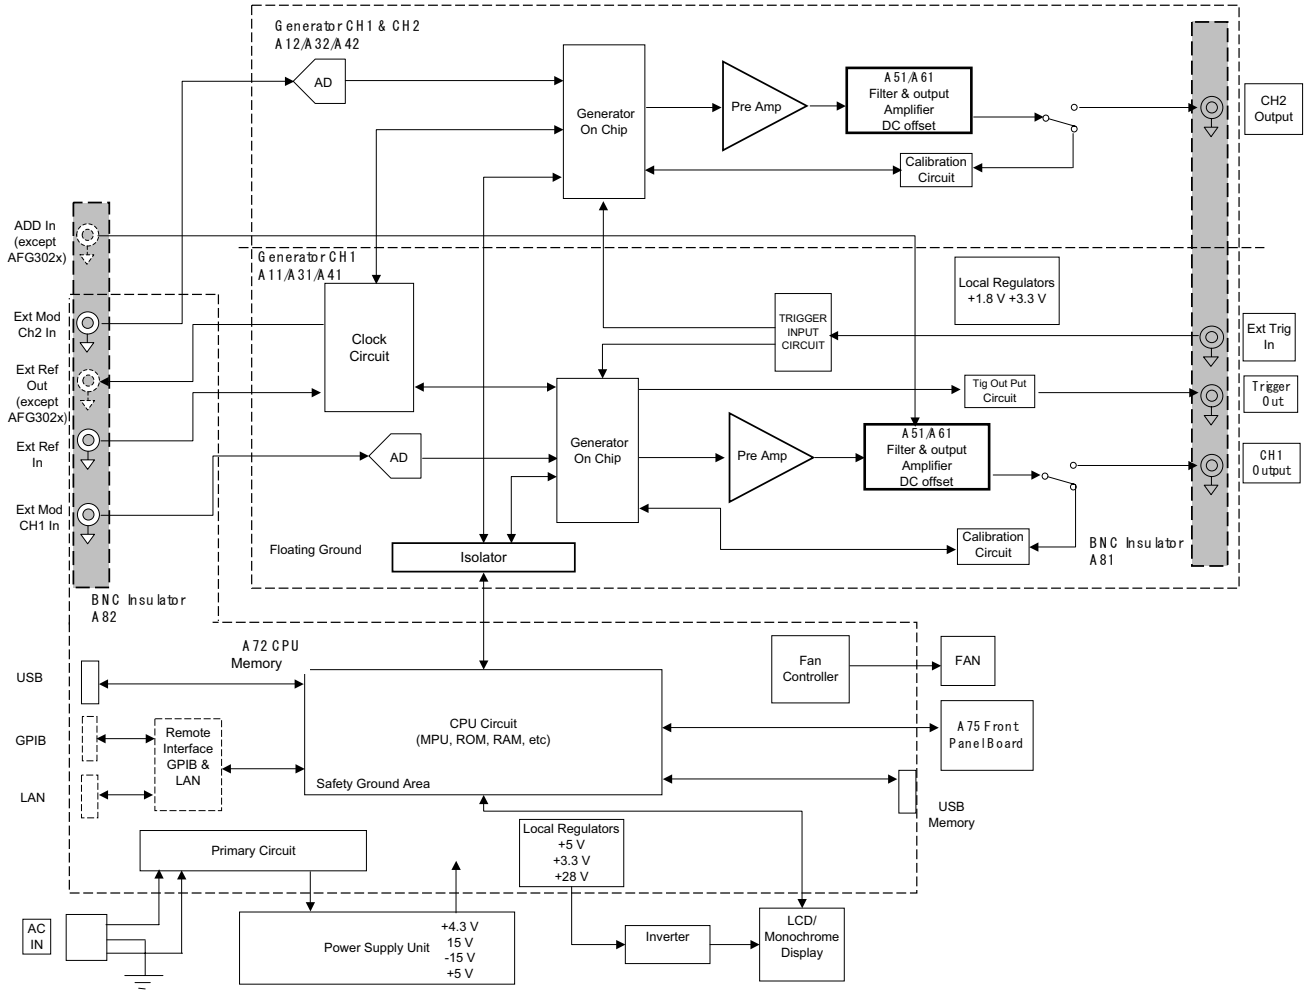 Generator CH1 & CH2
A12/A32/A42
AD
Generator
On Chip
Pre Amp
A51/A61
Filter & output
Amplifier
DC offset
Calibration
Circuit
CH2
Output
ADD In
(except
AFG302x)
Generator CH1
A11/A31/A41
Local Regulators
+1.8 V +3.3 V
Ext Mod
Ch2 In
Clock
Circuit
TRIGGER
INPUT
CIRCUIT
Ext Trig
In
Ext Ref
Out
(except
AFG302x)
Tig Out Put
Circuit
Trigger
Out
Ext Ref
In
AD
Generator
On Chip
Pre Amp
A51/A61
Filter & output
Amplifier
DC offset
CH1
Output
Ext Mod
CH1 In
Floating Ground
Isolator
Calibration
Circuit
BNC Insulator
A81
BNC Insulator
A82
A72 CPU
Memory
USB
Fan
Controller
FAN
GPIB
Remote
Interface
GPIB &
LAN
CPU Circuit
(MPU, ROM, RAM, etc)
Safety Ground Area
A75 Front
Panel Board
LAN
USB
Memory
Primary Circuit
Local Regulators
+5 V
+3.3 V
+28 V
AC
IN
Power Supply Unit
+4.3 V
15 V
-15 V
+5 V
Inverter
LCD/
Monochrome
Display